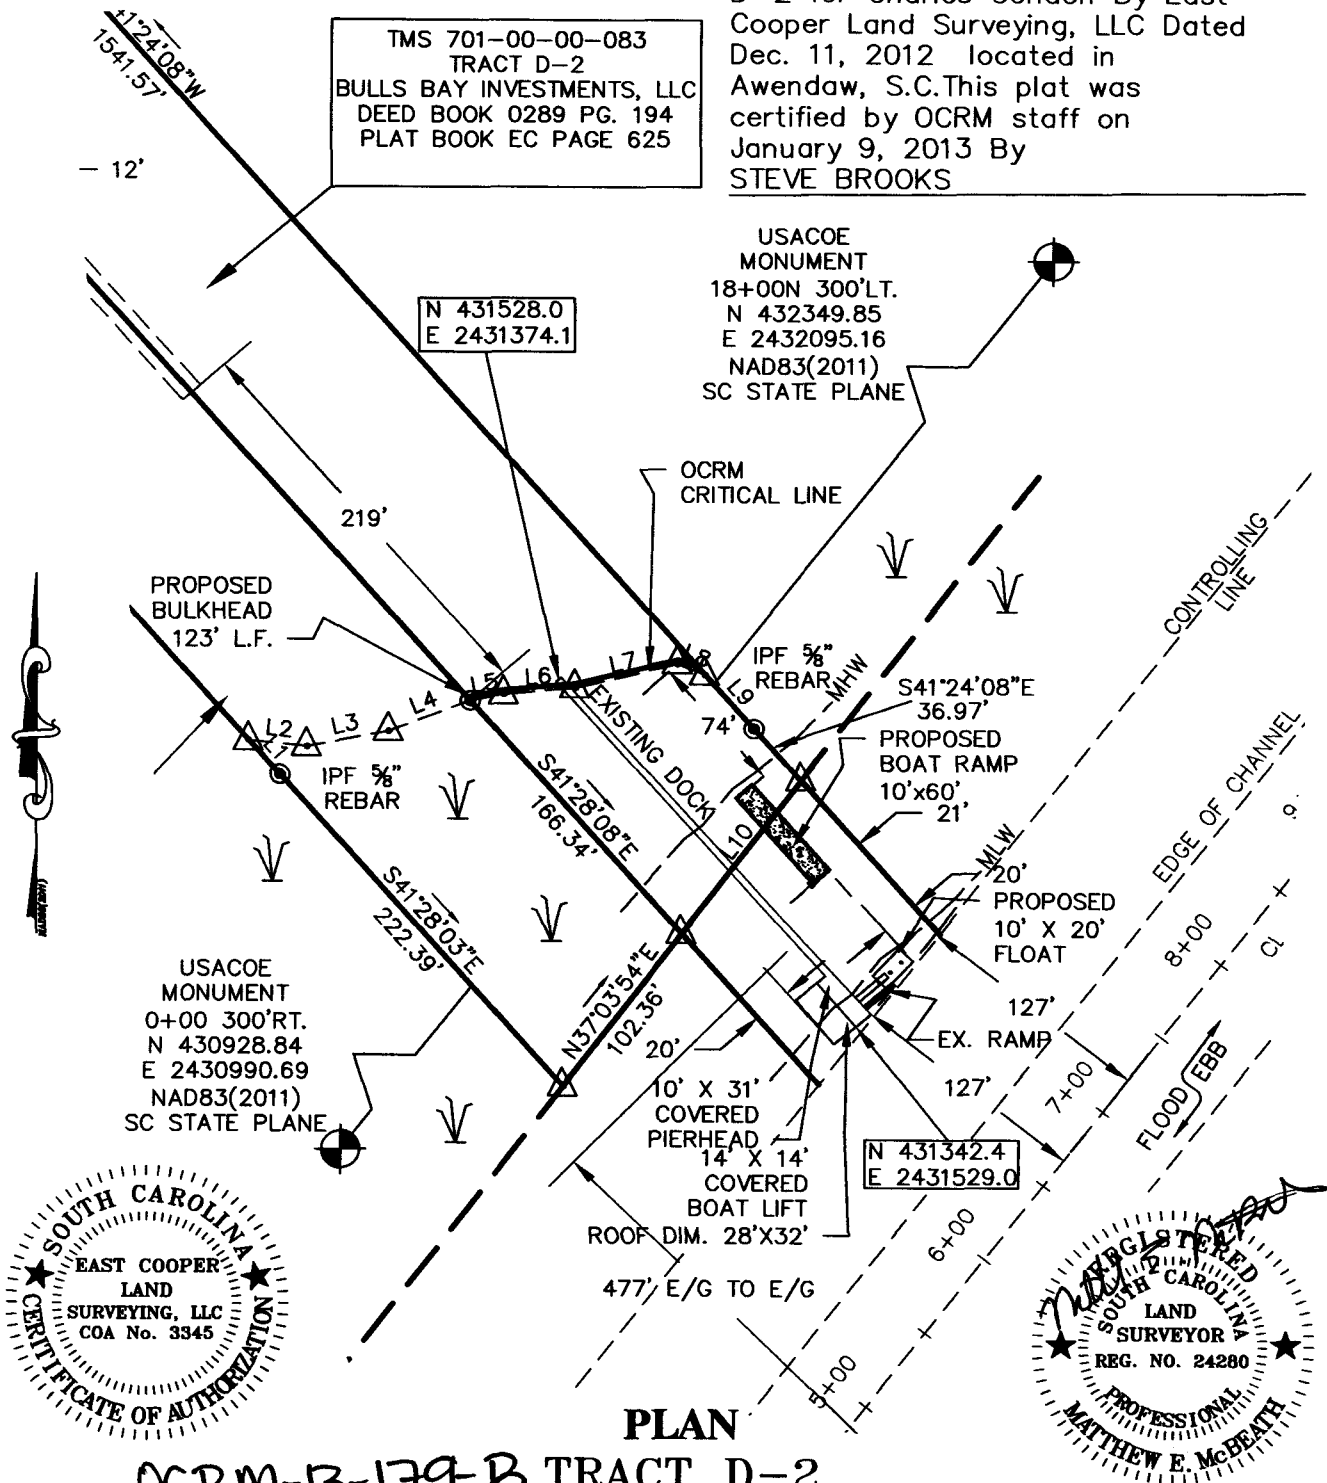 D-2 for Charles Condon By East
Cooper Land Surveying, LLC Dated
Dec. 11, 2012 located in
Awendaw, S.C.This plat was
certified by OCRM staff on
January 9, 2013 By
STEVE BROOKS
41°24'08"W
1541.57'
TMS 701-00-00-083
TRACT D-2
BULLS BAY INVESTMENTS, LLC
DEED BOOK 0289 PG. 194
PLAT BOOK EC PAGE 625
- 12'
USACOE
MONUMENT
18+00N 300'LT.
N 432349.85
E 2432095.16
NAD83(2011)
SC STATE PLANE
N 431528.0
E 2431374.1
OCRM
CRITICAL LINE
219'
CONTROLLING
LINE
PROPOSED
BULKHEAD
123' L.F.
L1
L2
L3
L4
L5
L6
L7
L8
L9
IPF 5/8"
REBAR
MHW
S41°24'08"E
36.97'
74'
PROPOSED
BOAT RAMP
10'x60'
21'
EXISTING DOCK
L10
IPF 5/8"
REBAR
S41°28'08"E
166.34'
S41°28'03"E
222.39'
EDGE OF CHANNEL
MLW
20'
PROPOSED
10' X 20'
FLOAT
9
8+00
CL
USACOE
MONUMENT
0+00 300'RT.
N 430928.84
E 2430990.69
NAD83(2011)
SC STATE PLANE
N37°03'54"E
102.36'
20'
127'
EX. RAMP
127'
7+00
FLOOD
EBB
10' X 31'
COVERED
PIERHEAD
14' X 14'
COVERED
BOAT LIFT
ROOF DIM. 28'X32'
N 431342.4
E 2431529.0
6+00
477' E/G TO E/G
5+00
SOUTH CAROLINA
EAST COOPER
LAND
SURVEYING, LLC
COA No. 3345
CERTIFICATE OF AUTHORIZATION
REGISTERED
SOUTH CAROLINA
LAND
SURVEYOR
REG. NO. 24280
PROFESSIONAL
MATTHEW E. McBEATH
PLAN
OCRM-13-179-B TRACT D-2